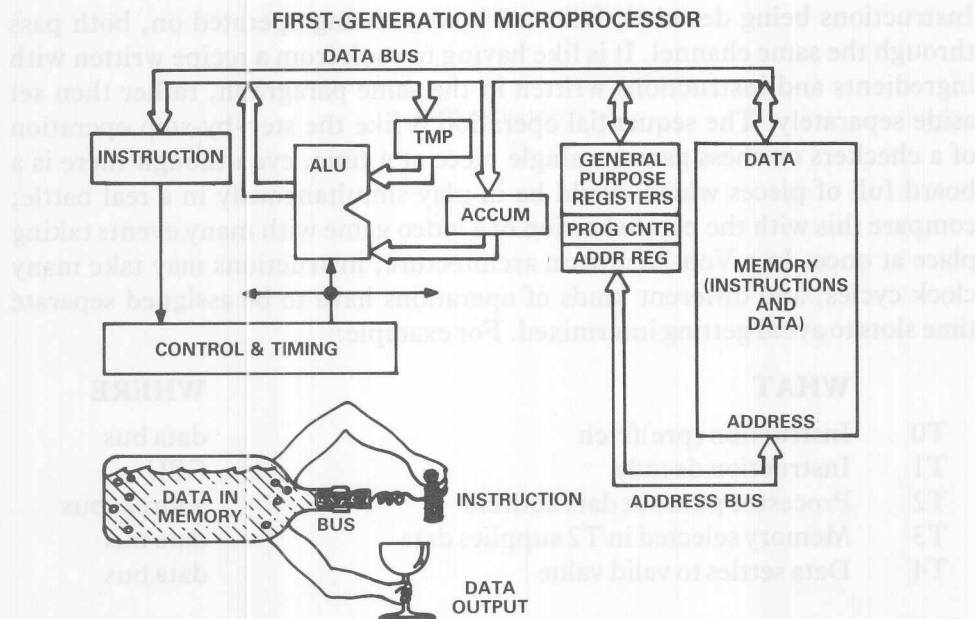 FIRST-GENERATION MICROPROCESSOR
DATA BUS
INSTRUCTION
ALU
TMP
ACCUM
GENERAL
PURPOSE
REGISTERS
PROG CNTR
ADDR REG
DATA
MEMORY
(INSTRUCTIONS
AND
DATA)
ADDRESS
CONTROL & TIMING
ADDRESS BUS
DATA IN
MEMORY
BUS
INSTRUCTION
DATA
OUTPUT